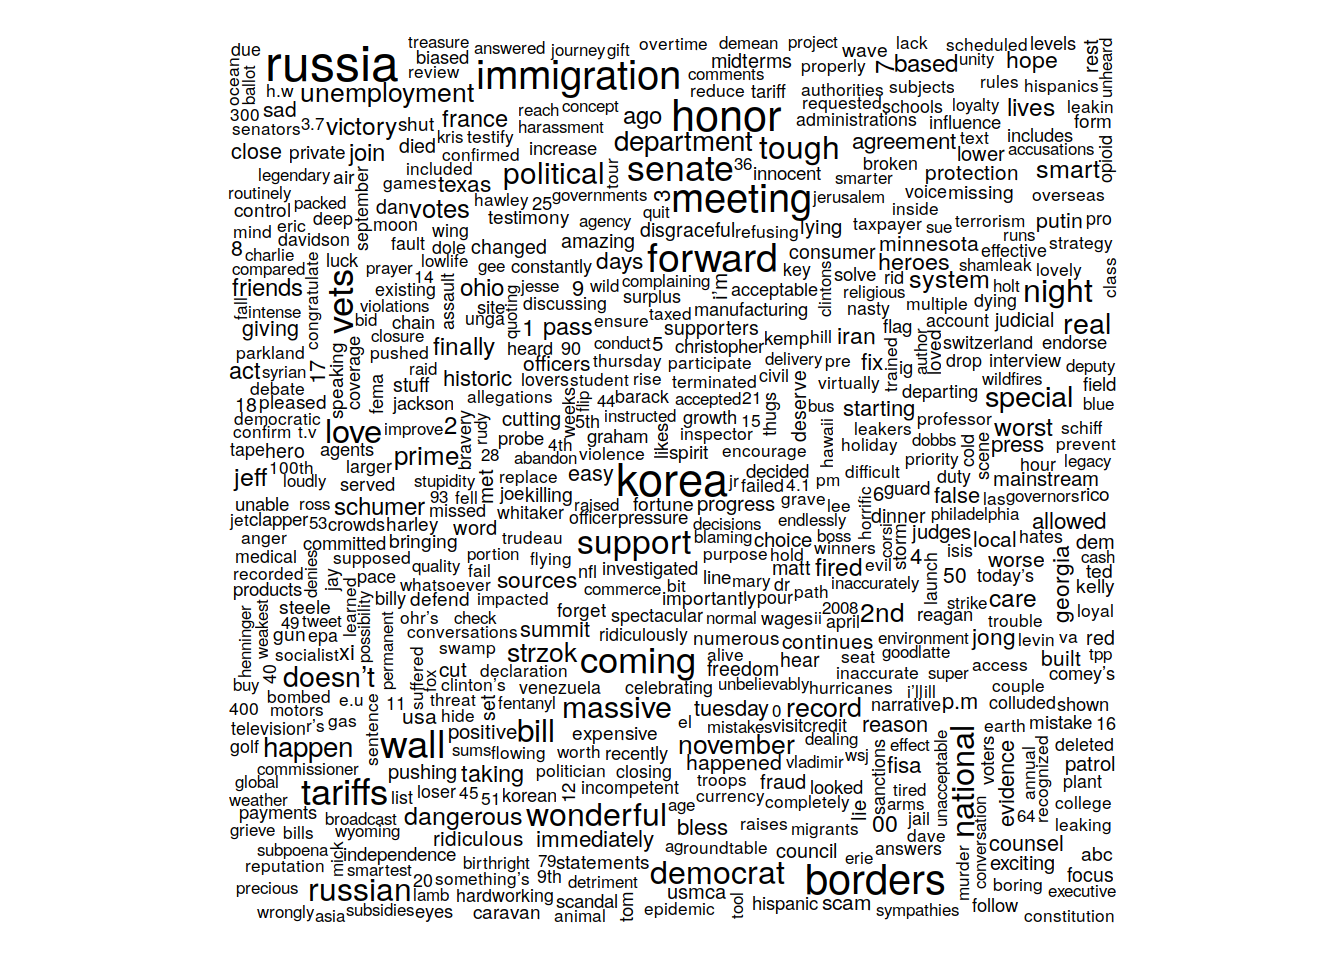 due russia treasure biased review answered journey gift overtime demean project wave lack scheduled levels rest unheard
ocean ballot h.w unemployment immigration comments midterms properly 7 based unity hope
reduce tariff authorities subjects rules hispanics
300 sad senators 3.7 victory shut france reach concept ago honor requested schools loyalty lives leakin
kris testify harassment administrations influence form
close private join died confirmed increase department tough agreement text lower includes accusations opioid
legendary air included political tour senate 36 innocent broken protection smart
routinely packed september games texas hawley 25 governments 3 meeting jerusalem smarter voice missing overseas
control deep dan votes testimony agency quit inside
mind eric moon wing disgraceful refusing lying taxpayer sue terrorism putin pro
8 davidson fault dole changed amazing forward consumer minnesota runs effective strategy
charlie luck lowlife gee constantly days key heroes shamleak lovely
compared congratulate prayer 14 existing assault ohio jesse 9 wild complaining i'm acceptable clintons solve rid system holt night class
friends vets violations site discussing surplus religious multiple dying
fall intense bid chain unga quoting 1 pass ensure taxed manufacturing nasty account judicial real
giving closure supporters kemp hill iran flag
parkland 17 speaking coverage pushed finally heard 90 conduct 5 christopher trained author loved switzerland endorse
act syrian raid officers thursday participate delivery pre fix ig drop interview deputy
debate fema stuff historic lovers student rise terminated civil virtually departing wildfires field
18 pleased jackson allegations weeks flip 44 barack accepted 21 thugs deserve bus starting special blue
democratic love improve 2 bravery rudy cutting 5th instructed growth 15 leakers professor worst schiff
confirm t.v probe 4th graham likes inspector hawaii holiday dobbs cold scene press prevent
tape hero agents prime 28 abandon violence spirit encourage priority
jeff 100th larger met replace easy korea decided difficult duty hour legacy
loudly served stupidity jr failed 4.1 pm mainstream
unable ross schumer 93 fell joe killing raised fortune progress grave lee horrific 6 guard false las governors rico
missed whitaker
jet clapper 53 crowds harley word officer pressure decisions endlessly dinner philadelphia allowed
anger committed bringing trudeau support blaming choice boss corsi storm judges local hates dem
medical supposed portion flying purpose hold winners 4 isis georgia cash
recorded denies jay pace quality fail nfl investigated matt fired evil launch worse ted
products whatsoever sources commerce bit line mary dr path inaccurately 50 today's kelly
henninger weakest steele learned possibility billy defend impacted importantly pour 2008 strike care
49 tweet ohr's check forget spectacular normal wages ii april 2nd reagan trouble loyal
gun epa conversations summit ridiculously numerous continues environment jong levin va red
40 socialist xi permanent swamp strzok coming alive hear seat goodlatte built tpp
doesn't suffered fox cut declaration freedom inaccurate super access comey's
buy bombed e.u clinton's venezuela celebrating unbelievably hurricanes i'll ill couple
400 motors 11 threat set fentanyl massive tuesday 0 record narrative p.m colluded shown
television r's gas sentence usa hide positive bill el mistakes visit credit reason earth mistake 16
golf happen wall sums flowing expensive november dealing wsj effect national voters deleted
commissioner worth recently happened vladimir sanctions fisa unacceptable evidence annual recognized patrol
global pushing taking politician closing troops fraud looked tired plant
weather tariffs list loser 45 51 korean 12 incompetent currency completely lie arms college
payments broadcast dangerous wonderful age 00 jail 64
grieve bills wyoming bless raises migrants dave conversation leaking
subpoena mick independence ridiculous immediately ag roundtable council erie answers counsel abc
reputation smartest birthright 79 statements murder exciting focus
precious russian 20 something's 9th detriment democrat borders boring executive
lamb hardworking scandal tom usmca tool hispanic scam follow
wrongly asia subsidies eyes caravan animal epidemic sympathies constitution